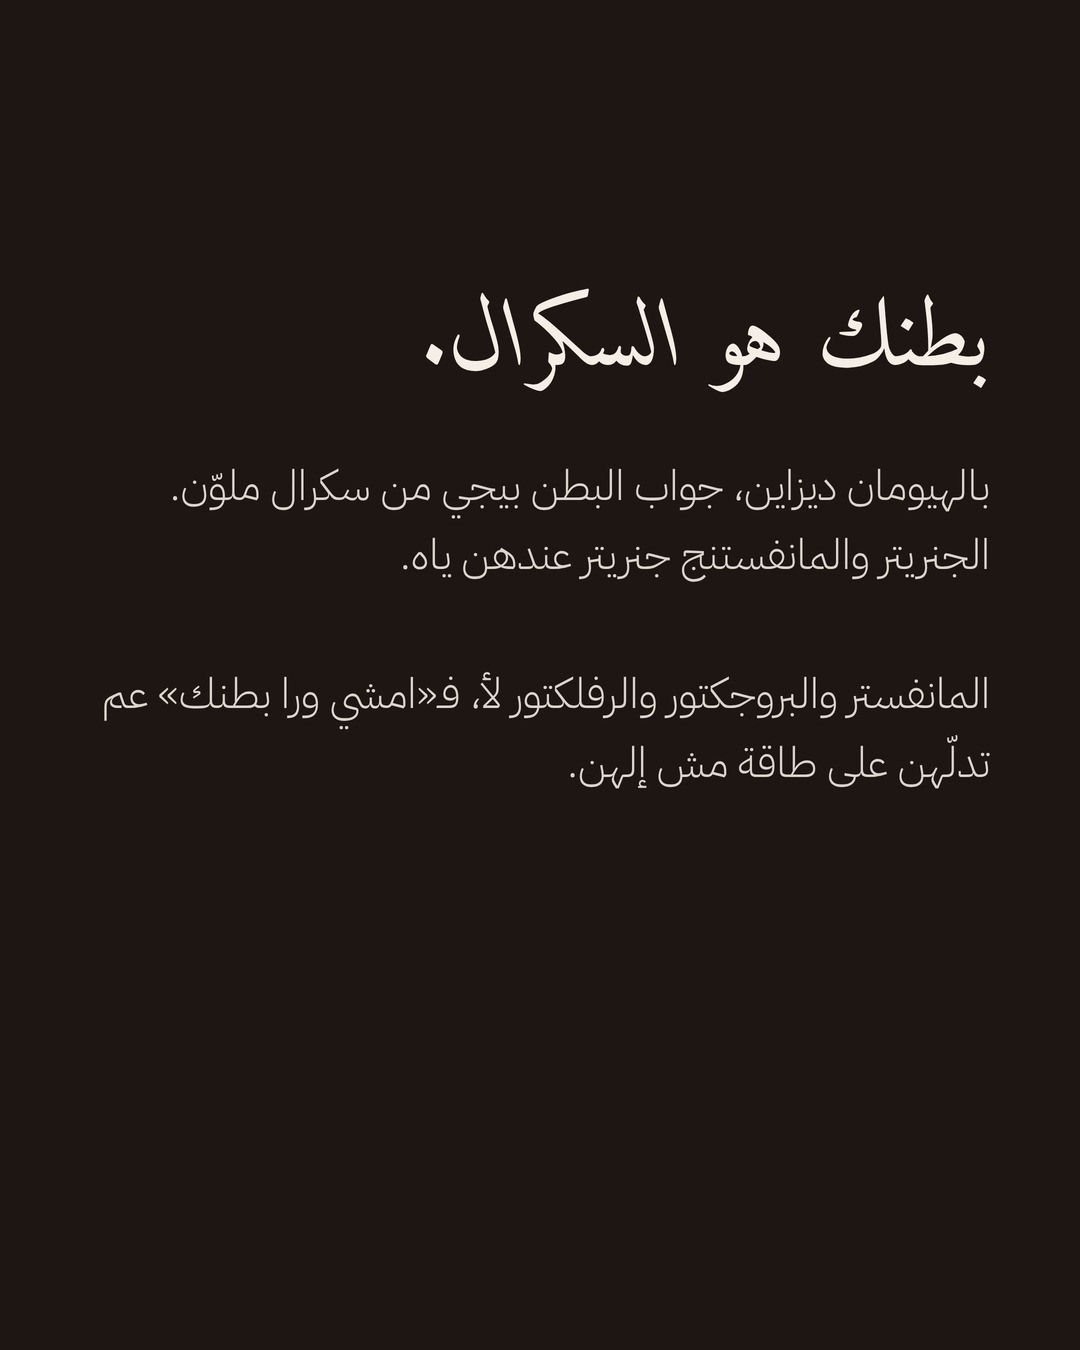 بطنك هو السكرال.
بالهيومان ديزاين، جواب البطن بيجي من سكرال ملوّن.
الجنريتر والمانفستنج جنريتر عندهن ياه.
المانفستر والبروجكتور والرفلكتور لأ، فـ«امشي ورا بطنك» عم
تدلّهن على طاقة مش إلهن.